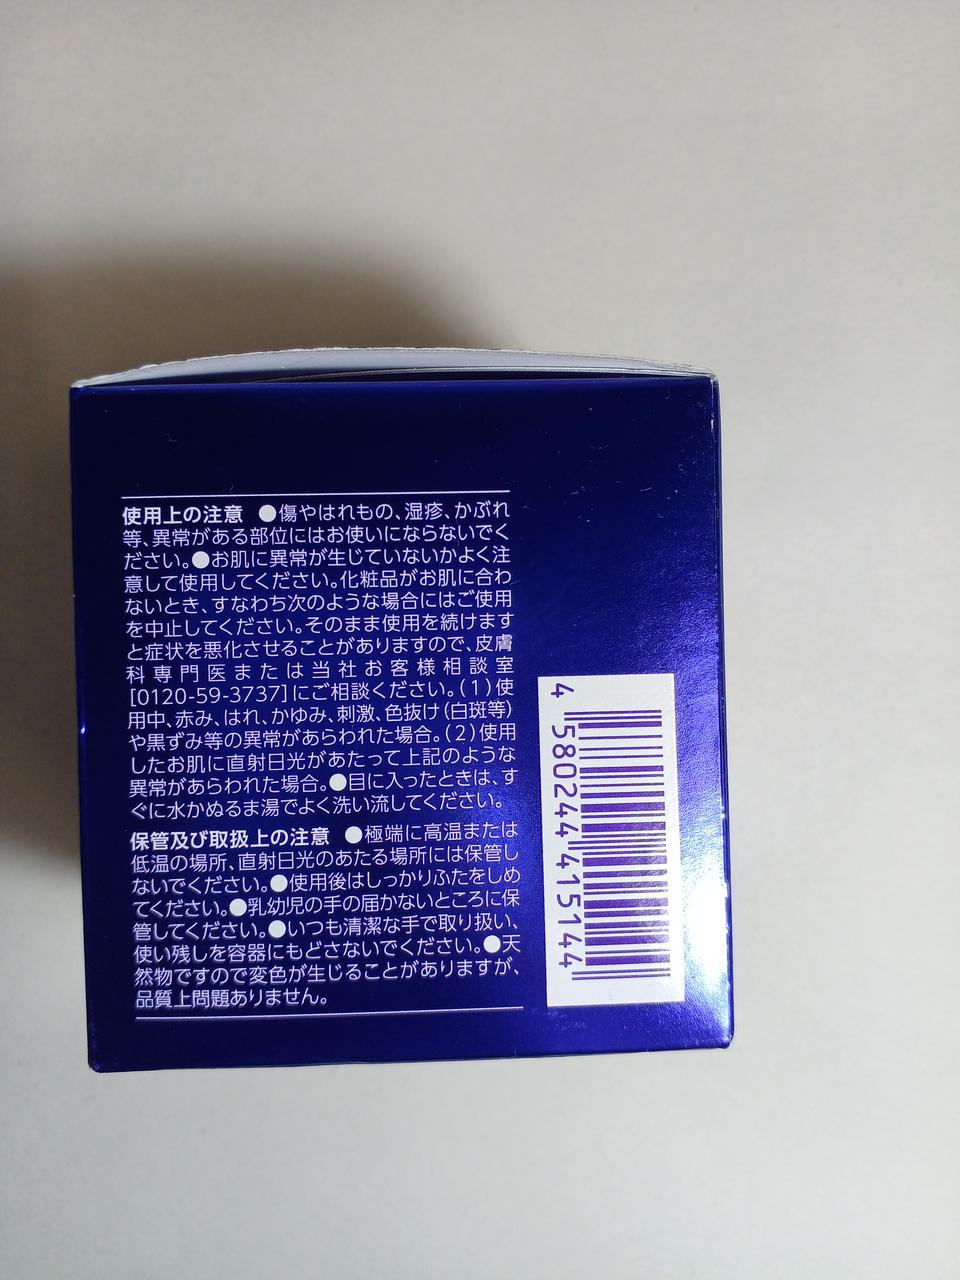 使用上の注意 ●傷やはれもの、湿疹、かぶれ
等、異常がある部位にはお使いにならないでく
ださい。●お肌に異常が生じていないかよく注
意して使用してください。化粧品がお肌に合わ
ないとき、すなわち次のような場合にはご使用
を中止してください。そのまま使用を続けます
と症状を悪化させることがありますので、皮膚
科専門医または当社お客様相談室
[0120-59-3737]にご相談ください。(1)使
用中、赤み、はれ、かゆみ、刺激、色抜け(白斑等)
や黒ずみ等の異常があらわれた場合。(2)使用
したお肌に直射日光があたって上記のような
異常があらわれた場合。●目に入ったときは、す
ぐに水かぬるま湯でよく洗い流してください。
保管及び取扱上の注意 ●極端に高温または
低温の場所、直射日光のあたる場所には保管し
ないでください。●使用後はしっかりふたをしめ
てください。●乳幼児の手の届かないところに保
管してください。●いつも清潔な手で取り扱い、
使い残しを容器にもどさないでください。●天
然物ですので変色が生じることがありますが、
品質上問題ありません。
4 580244 415144